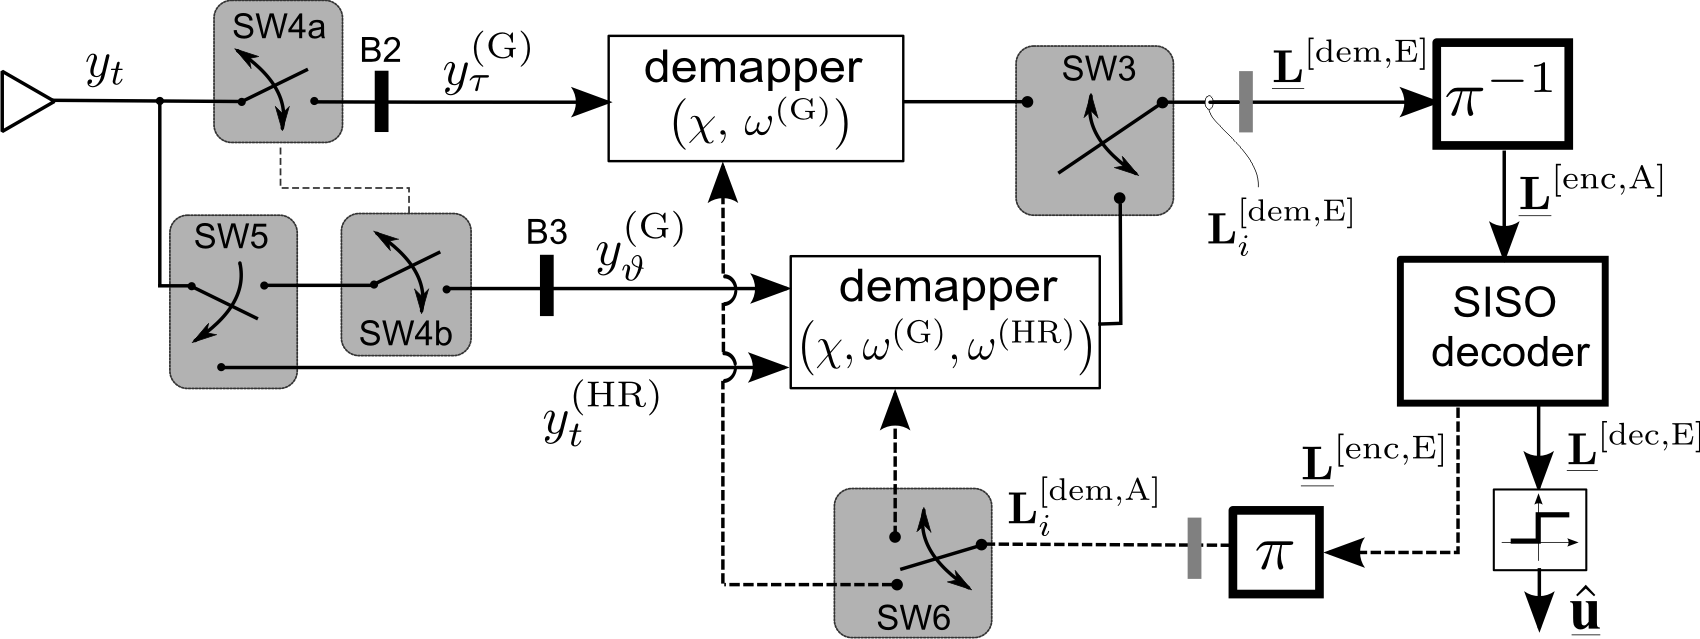 SW4a
B2
y_t
y_τ^(G)
demapper
(χ, ω^(G))
SW3
L^[dem,E]
π^−1
L_i^[dem,E]
L^[enc,A]
SW5
SW4b
B3
y_ϑ^(G)
demapper
(χ, ω^(G), ω^(HR))
y_t^(HR)
SISO
decoder
L^[enc,E]
L^[dec,E]
L_i^[dem,A]
π
SW6
û